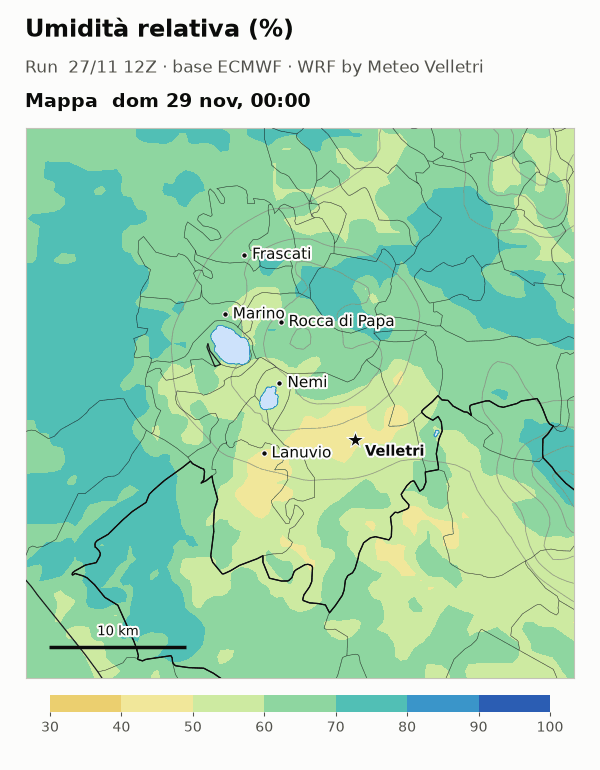 Umidità relativa (%)
Run  27/11 12Z · base ECMWF · WRF by Meteo Velletri
Mappa  dom 29 nov, 00:00
Frascati
Marino
Rocca di Papa
Nemi
Velletri
Lanuvio
10 km
30 40 50 60 70 80 90 100